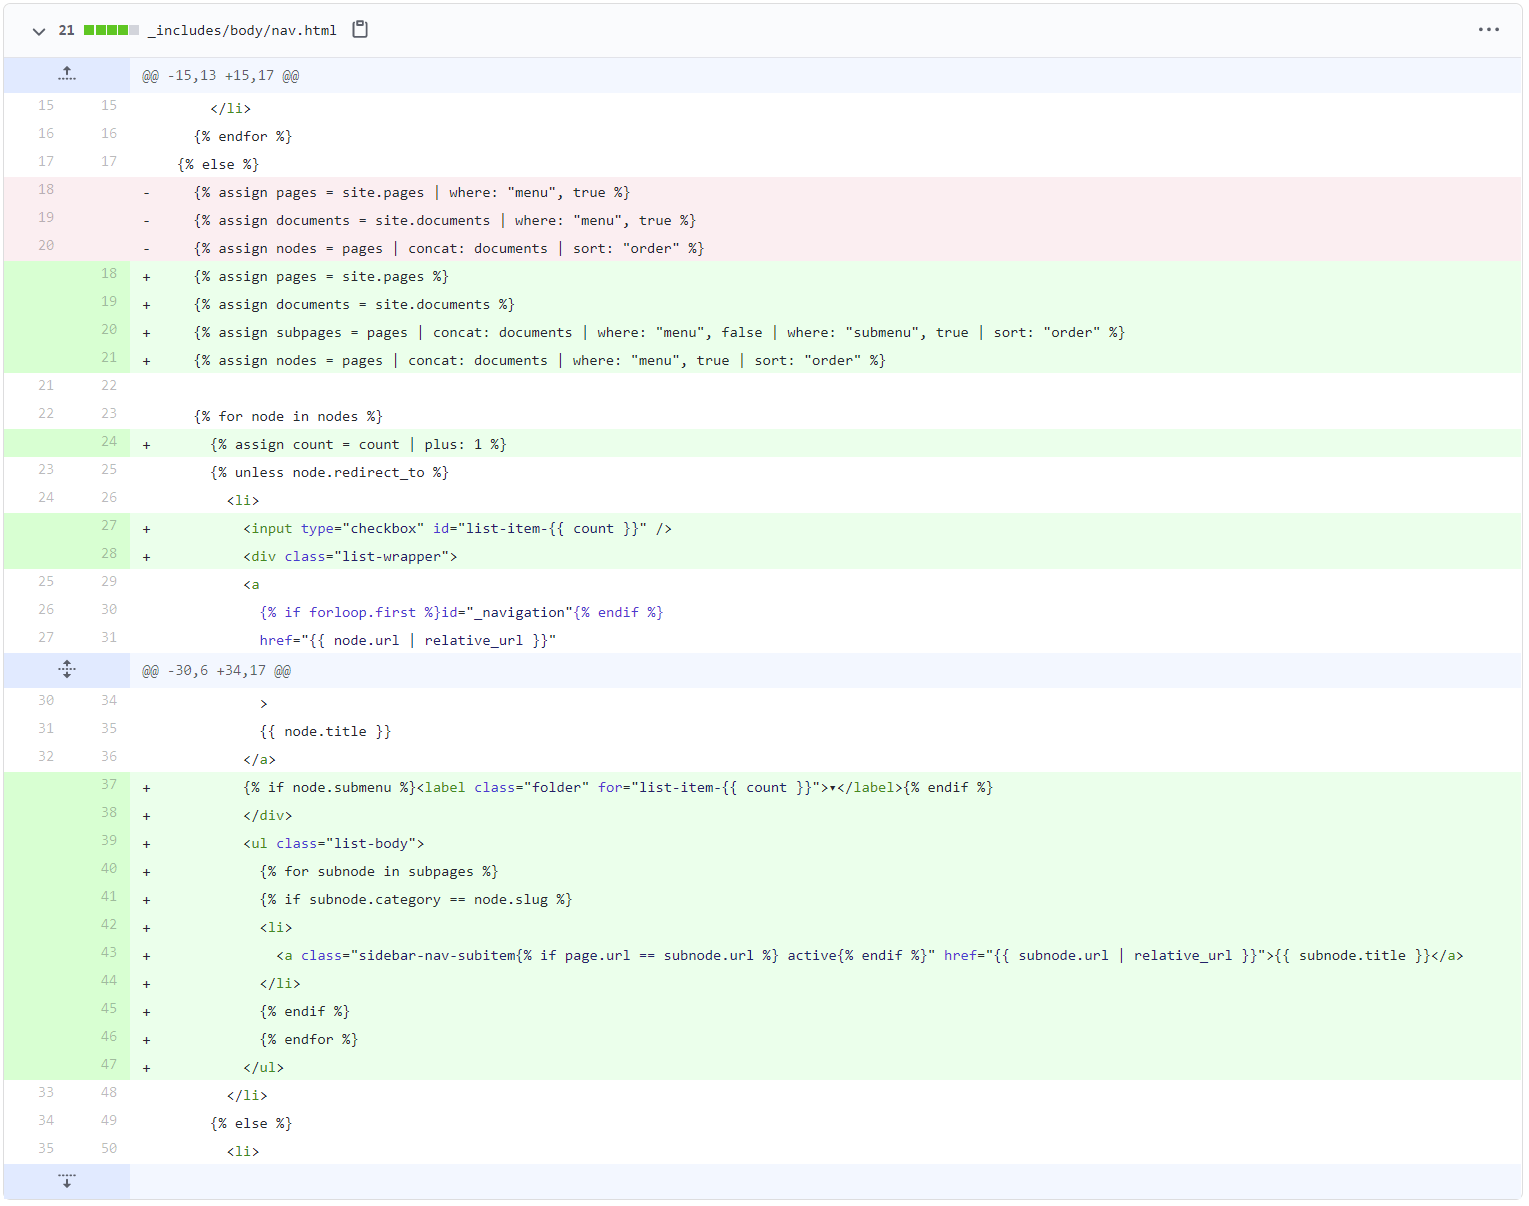 21 _includes/body/nav.html
@@ -15,13 +15,17 @@
15 15 </li>
16 16 {% endfor %}
17 17 {% else %}
18 - {% assign pages = site.pages | where: "menu", true %}
19 - {% assign documents = site.documents | where: "menu", true %}
20 - {% assign nodes = pages | concat: documents | sort: "order" %}
18 + {% assign pages = site.pages %}
19 + {% assign documents = site.documents %}
20 + {% assign subpages = pages | concat: documents | where: "menu", false | where: "submenu", true | sort: "order" %}
21 + {% assign nodes = pages | concat: documents | where: "menu", true | sort: "order" %}
21 22
22 23 {% for node in nodes %}
24 + {% assign count = count | plus: 1 %}
23 25 {% unless node.redirect_to %}
24 26 <li>
27 + <input type="checkbox" id="list-item-{{ count }}" />
28 + <div class="list-wrapper">
25 29 <a
26 30 {% if forloop.first %}id="_navigation"{% endif %}
27 31 href="{{ node.url | relative_url }}"
@@ -30,6 +34,17 @@
30 34 >
31 35 {{ node.title }}
32 36 </a>
37 + {% if node.submenu %}<label class="folder" for="list-item-{{ count }}">▾</label>{% endif %}
38 + </div>
39 + <ul class="list-body">
40 + {% for subnode in subpages %}
41 + {% if subnode.category == node.slug %}
42 + <li>
43 + <a class="sidebar-nav-subitem{% if page.url == subnode.url %} active{% endif %}" href="{{ subnode.url | relative_url }}">{{ subnode.title }}</a>
44 + </li>
45 + {% endif %}
46 + {% endfor %}
47 + </ul>
33 48 </li>
34 49 {% else %}
35 50 <li>